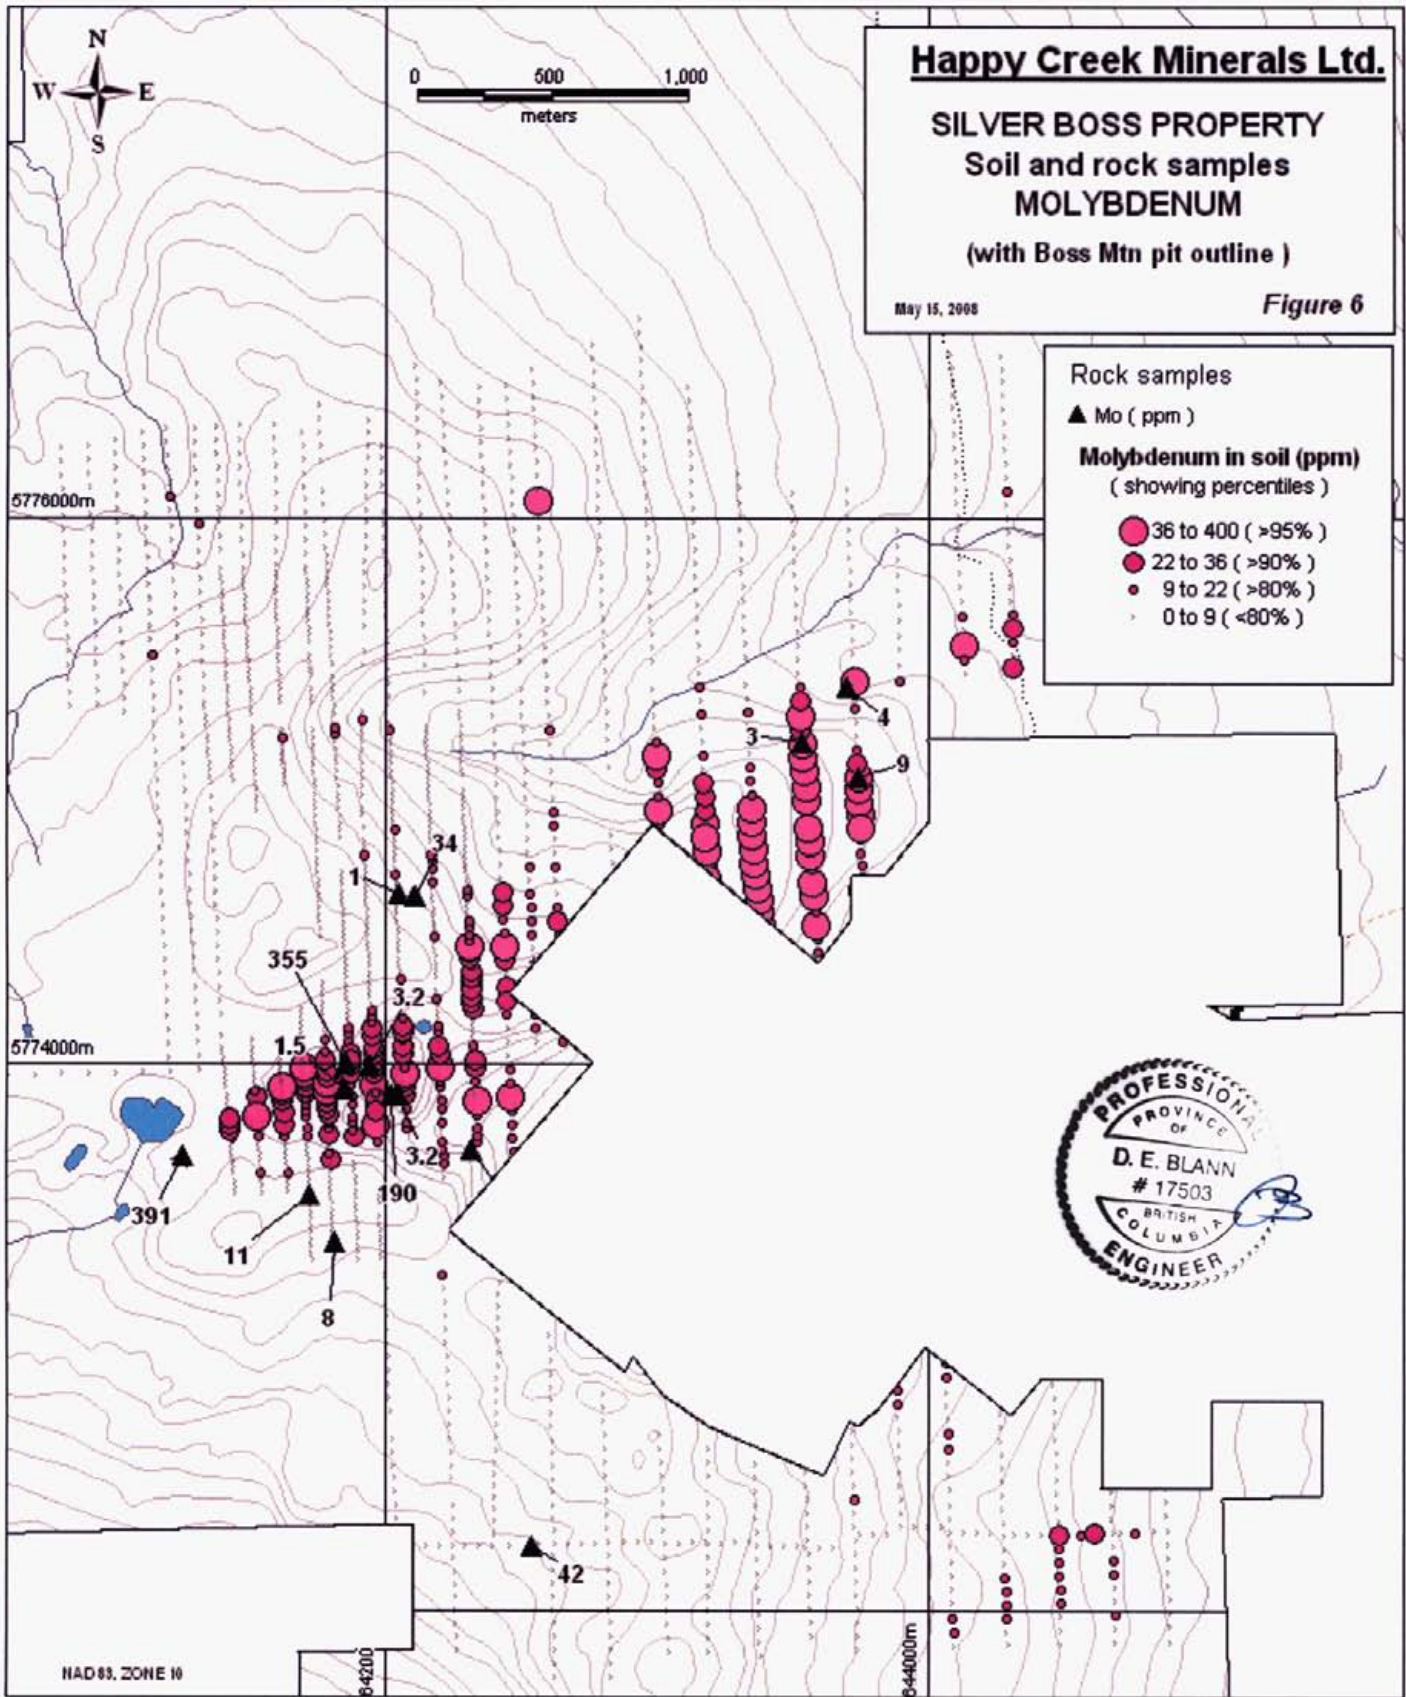 N
W E
S
0 500 1,000
meters
Happy Creek Minerals Ltd.
SILVER BOSS PROPERTY
Soil and rock samples
MOLYBDENUM
(with Boss Mtn pit outline )
May 15, 2008
Figure 6
Rock samples
Mo ( ppm )
Molybdenum in soil (ppm)
( showing percentiles )
36 to 400 ( >95% )
22 to 36 ( >90% )
9 to 22 ( >80% )
0 to 9 ( <80% )
5776000m
4
3
9
34
1
355
3.2
5774000m
1.5
3.2
190
391
11
8
42
PROFESSIONAL
PROVINCE
OF
D. E. BLANN
# 17503
BRITISH
COLUMBIA
ENGINEER
NAD 83, ZONE 10
64200
644000m